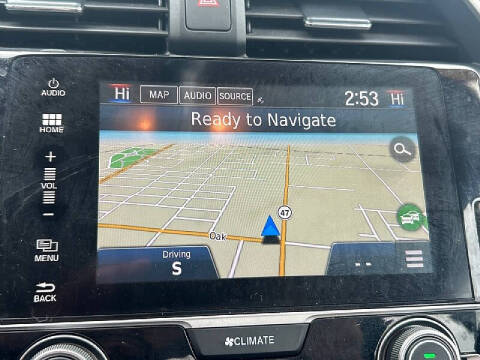 AUDIO
HOME
+
VOL
−
MENU
BACK
Hi MAP AUDIO SOURCE 2:53 Hi
Ready to Navigate
47
Oak
Driving
S
- -
CLIMATE